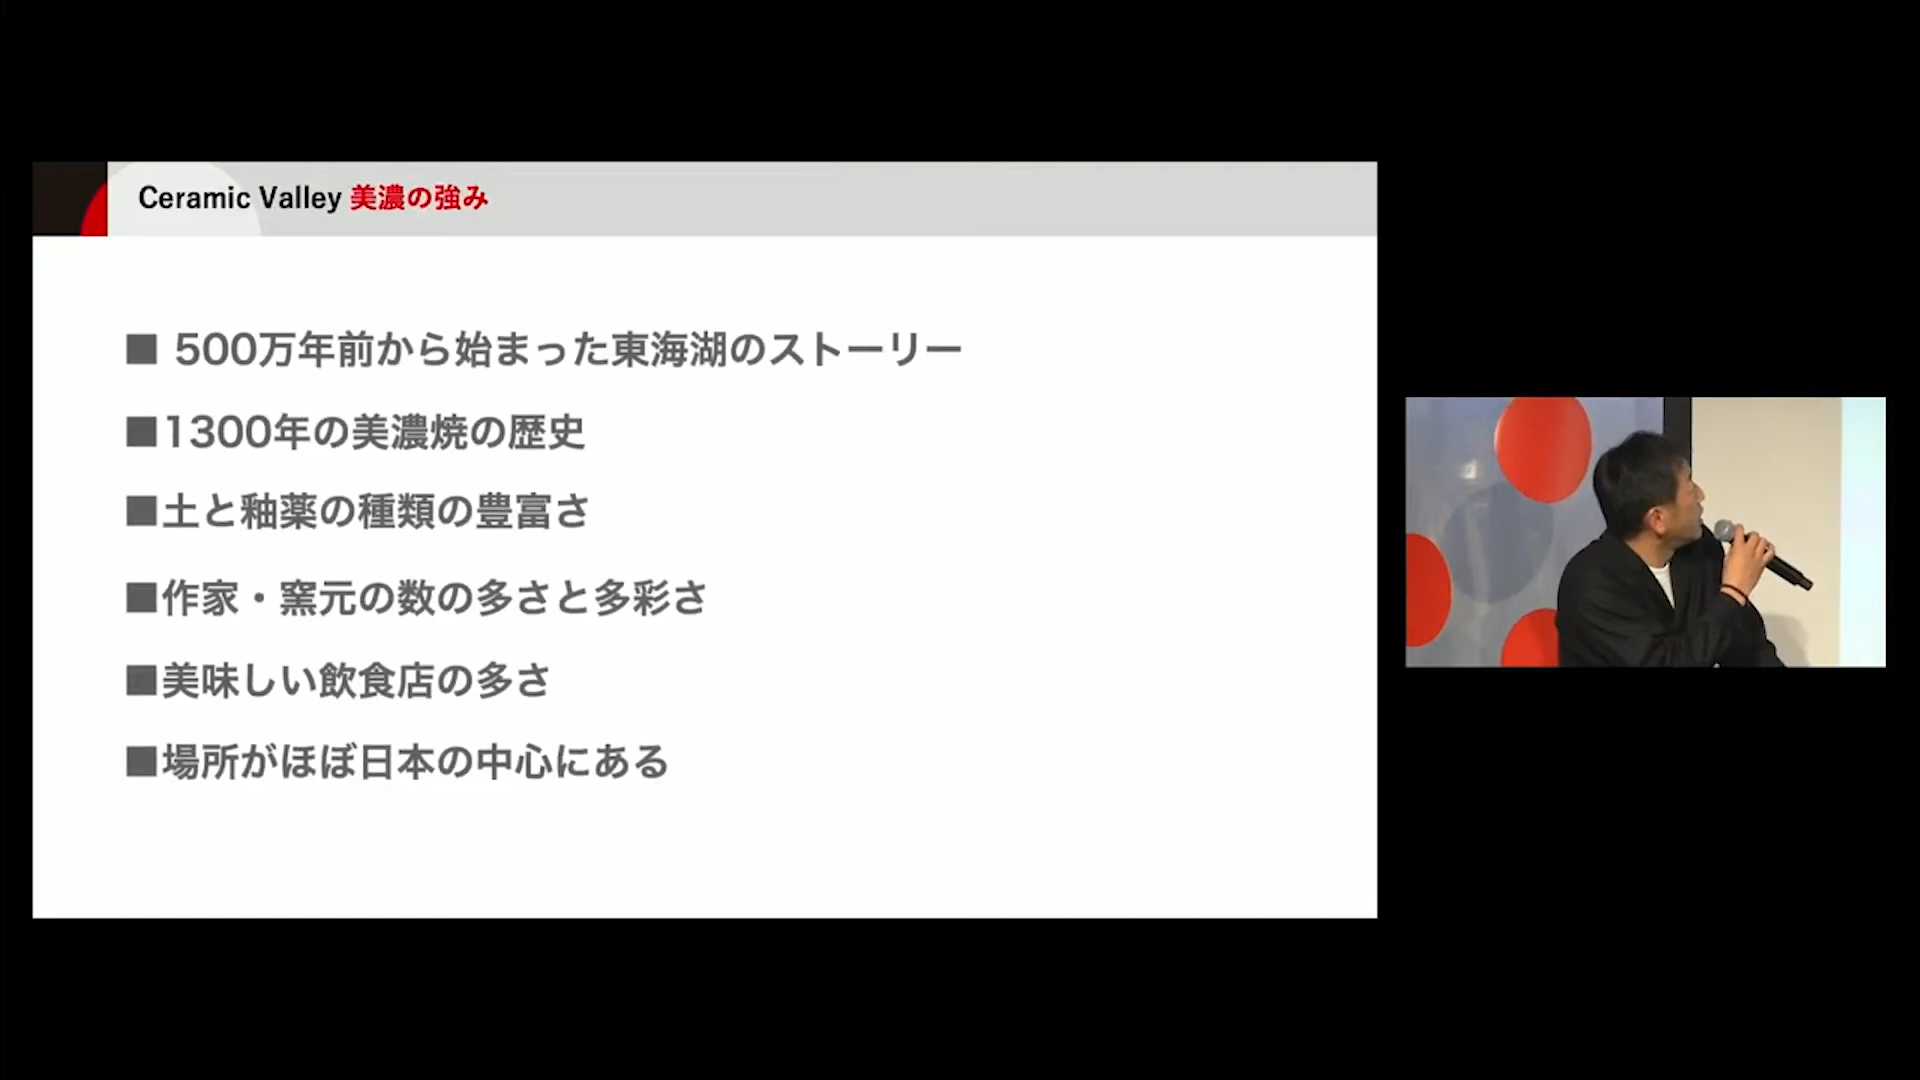 Ceramic Valley 美濃の強み
■ 500万年前から始まった東海湖のストーリー
■1300年の美濃焼の歴史
■土と釉薬の種類の豊富さ
■作家・窯元の数の多さと多彩さ
■美味しい飲食店の多さ
■場所がほぼ日本の中心にある